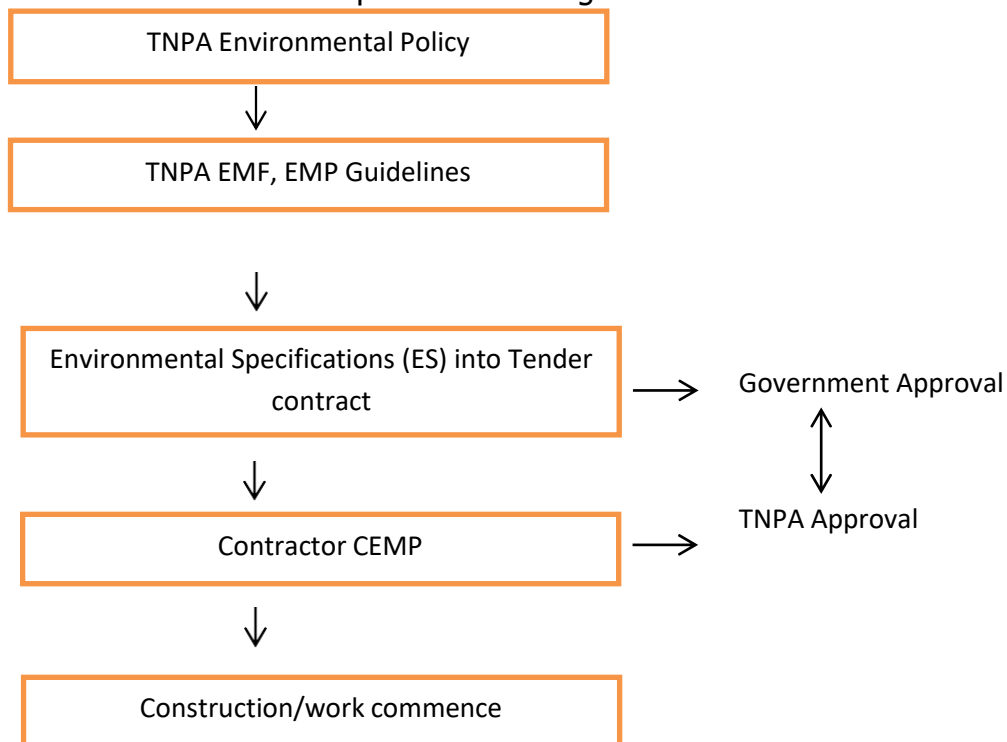 TNPA Environmental Policy
TNPA EMF, EMP Guidelines
Environmental Specifications (ES) into Tender
contract
Government Approval
TNPA Approval
Contractor CEMP
Construction/work commence